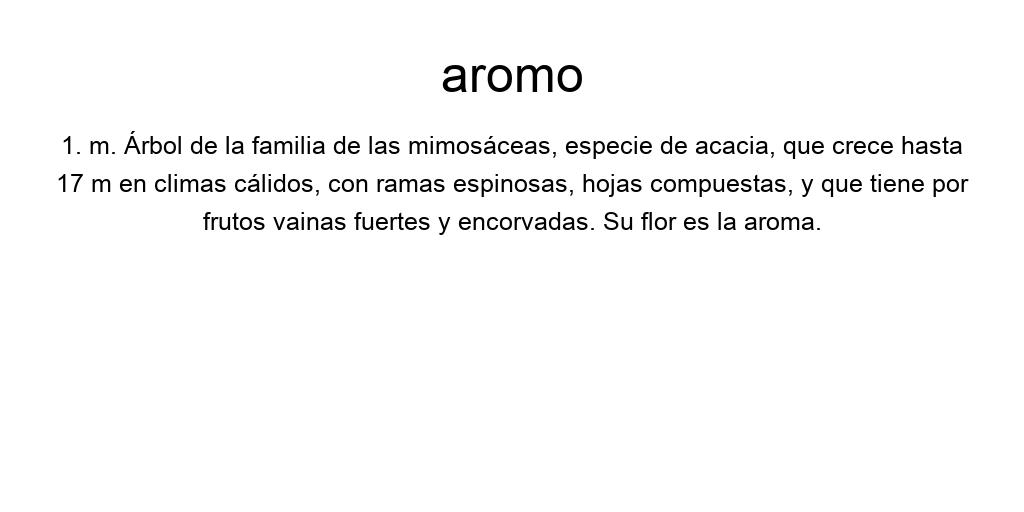 aromo
1. m. Árbol de la familia de las mimosáceas, especie de acacia, que crece hasta
17 m en climas cálidos, con ramas espinosas, hojas compuestas, y que tiene por
frutos vainas fuertes y encorvadas. Su flor es la aroma.